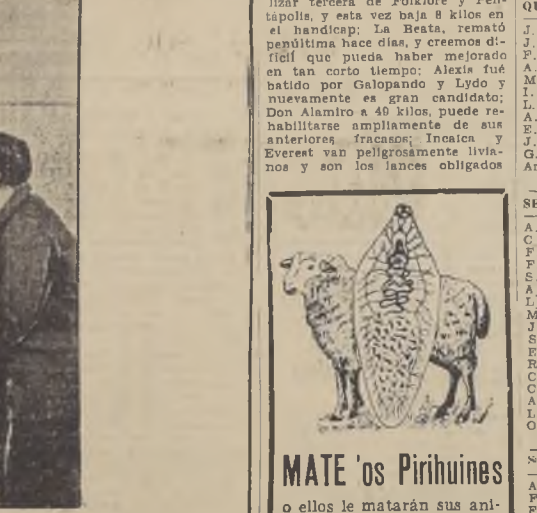 lizar tercera de Folklore y Pen-
tápolis, y esta vez baja 8 kilos en
el handicap; La Beata, remató
penúltima hace días, y creemos di-
fícil que pueda haber mejorado
en tan corto tiempo; Alexis fué
batido por Galopando y Lydo y
nuevamente es gran candidato;
Don Alamiro a 49 kilos, puede re-
habilitarse ampliamente de sus
anteriores fracasos; Incaica y
Everest van peligrosamente livia-
nos y son los lances obligados
MATE 'os Pirihuines
o ellos le matarán sus ani-
QU
J.
J.
F.
A.
M
I.
L.
A.
E.
J.
G.
An
SE
A.
C
F
F
S.
A.
L
M
J
S
E
R
C
C
A
L
O
A
F